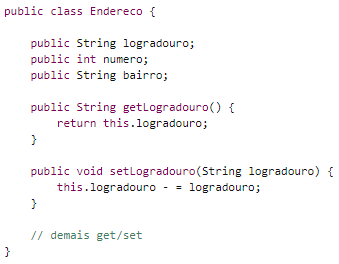 public class Endereco {
public String logradouro;
public int numero;
public String bairro;
public String getLogradouro() {
return this.logradouro;
}
public void setLogradouro(String logradouro) {
this.logradouro - = logradouro;
}
// demais get/set
}